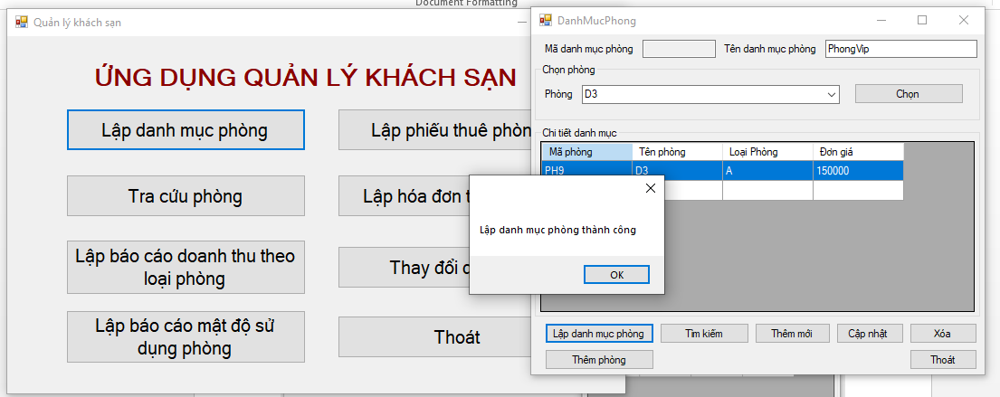 Document Formatting
Quản lý khách sạn
ỨNG DỤNG QUẢN LÝ KHÁCH SẠN
Lập danh mục phòng
Lập phiếu thuê phòn
Tra cứu phòng
Lập hóa đơn t
Lập báo cáo doanh thu theo
loại phòng
Thay đổi
Lập báo cáo mật độ sử
dụng phòng
Thoát
DanhMucPhong
Mã danh mục phòng
Tên danh mục phòng
PhongVip
Chọn phòng
Phòng
D3
Chọn
Chi tiết danh mục
Mã phòng
Tên phòng
Loại Phòng
Đơn giá
PH9
D3
A
150000
Lập danh mục phòng thành công
OK
Lập danh mục phòng
Tìm kiếm
Thêm mới
Cập nhật
Xóa
Thêm phòng
Thoát